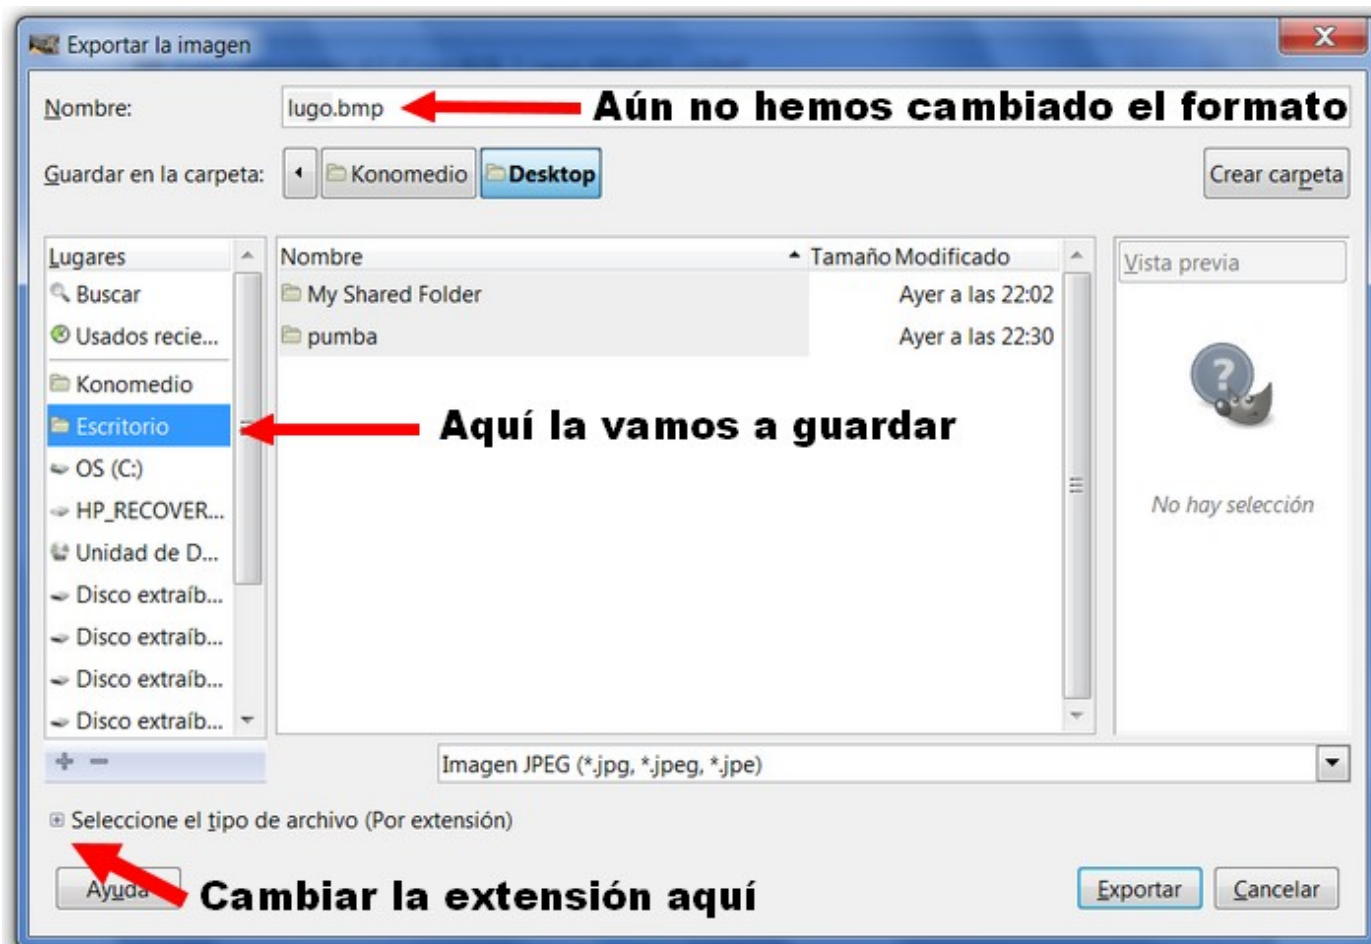 Exportar la imagen
Nombre:
lugo.bmp
Aún no hemos cambiado el formato
Guardar en la carpeta:
Konomedio
Desktop
Crear carpeta
Lugares
Nombre
Tamaño
Modificado
Vista previa
Buscar
My Shared Folder
Ayer a las 22:02
Usados recie...
pumba
Ayer a las 22:30
Konomedio
Escritorio
Aquí la vamos a guardar
OS (C:)
HP_RECOVER...
No hay selección
Unidad de D...
Disco extraíb...
Disco extraíb...
Disco extraíb...
Disco extraíb...
Imagen JPEG (*.jpg, *.jpeg, *.jpe)
Seleccione el tipo de archivo (Por extensión)
Ayuda
Cambiar la extensión aquí
Exportar
Cancelar